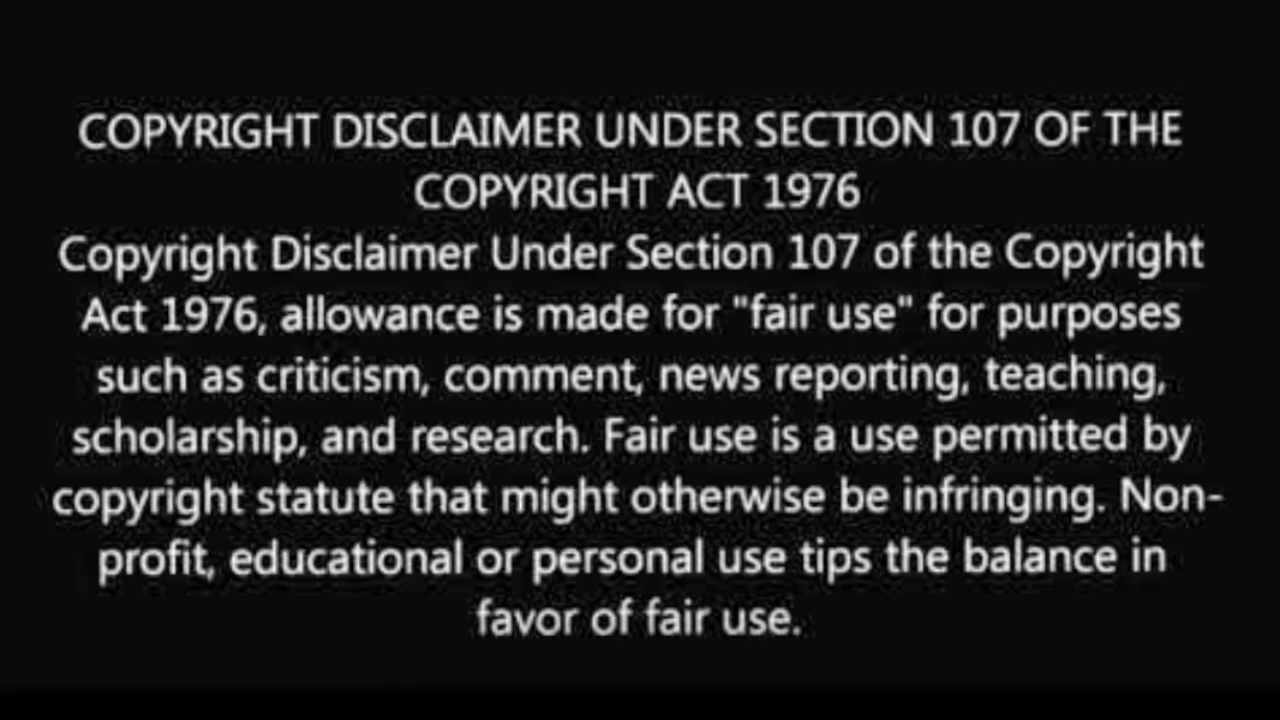 COPYRIGHT DISCLAIMER UNDER SECTION 107 OF THE
COPYRIGHT ACT 1976
Copyright Disclaimer Under Section 107 of the Copyright
Act 1976, allowance is made for "fair use" for purposes
such as criticism, comment, news reporting, teaching,
scholarship, and research. Fair use is a use permitted by
copyright statute that might otherwise be infringing. Non-
profit, educational or personal use tips the balance in
favor of fair use.